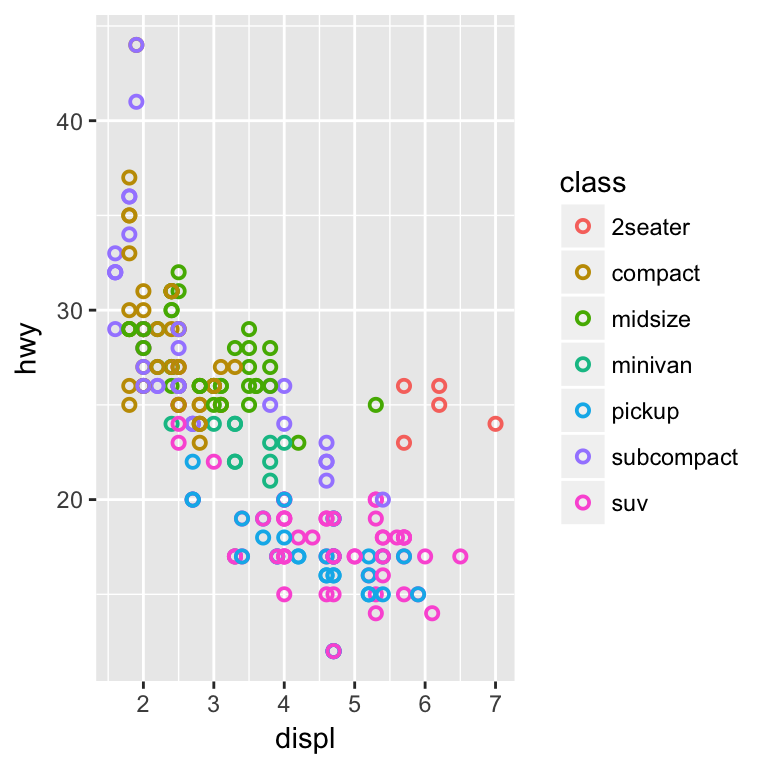 hwy
40
30
20
2 3 4 5 6 7
displ
class
2seater
compact
midsize
minivan
pickup
subcompact
suv